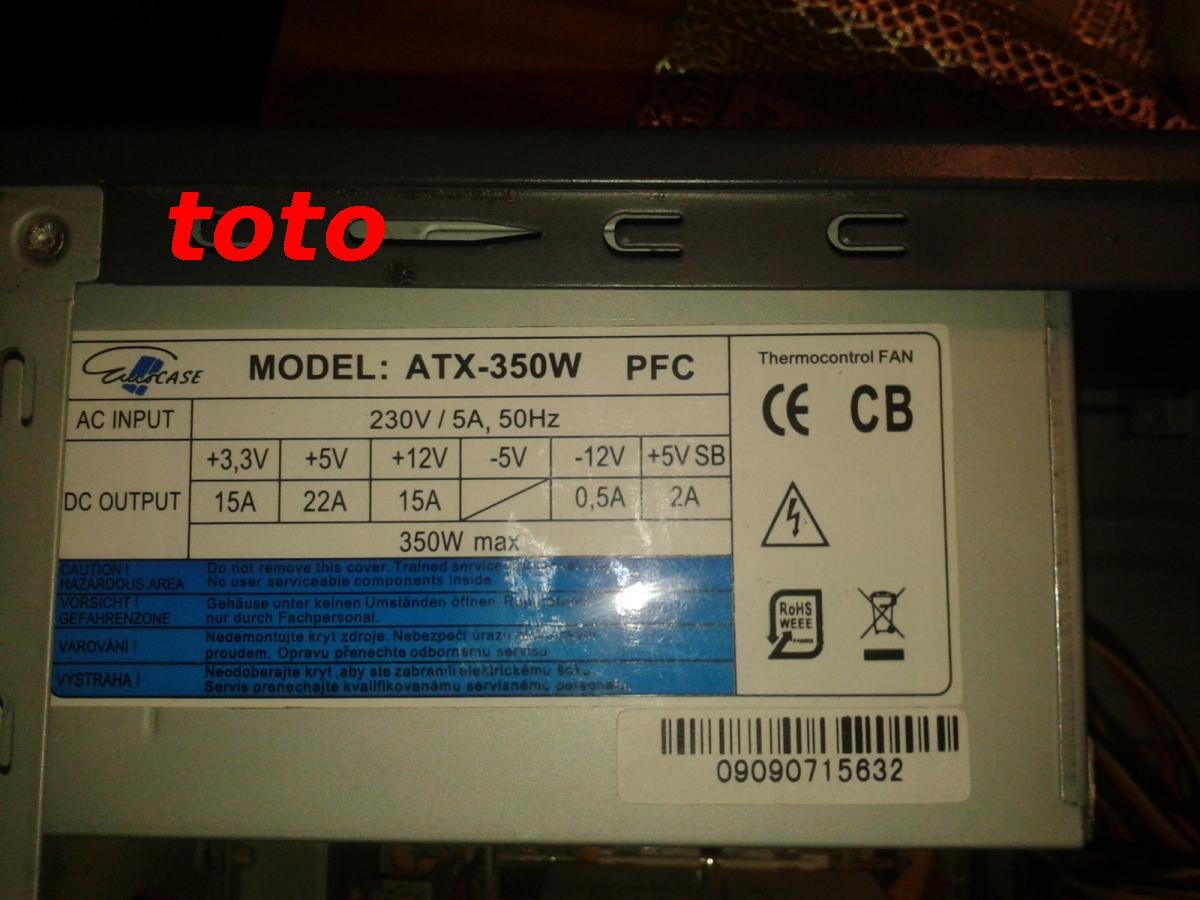 toto
EuroCASE
MODEL: ATX-350W PFC
AC INPUT
230V / 5A, 50Hz
DC OUTPUT
+3,3V +5V +12V -5V -12V +5V SB
15A 22A 15A 0,5A 2A
350W max
CAUTION !
HAZARDOUS AREA
Do not remove this cover. Trained service
No user serviceable components inside
VORSICHT !
GEFAHRENZONE
Gehäuse unter keinen Umständen öffnen
nur durch Fachpersonal.
VAROVÁNÍ !
Nedemontujte kryt zdroje. Nebezpečí úrazu
proudem. Opravu přenechte odbornému servisu
VÝSTRAHA !
Neodoberajte kryt ,aby ste zabranili elektrickému šoku.
Servis prenechajte kvalifikovanému servisnému personálu.
Thermocontrol FAN
CE CB
RoHS
WEEE
09090715632